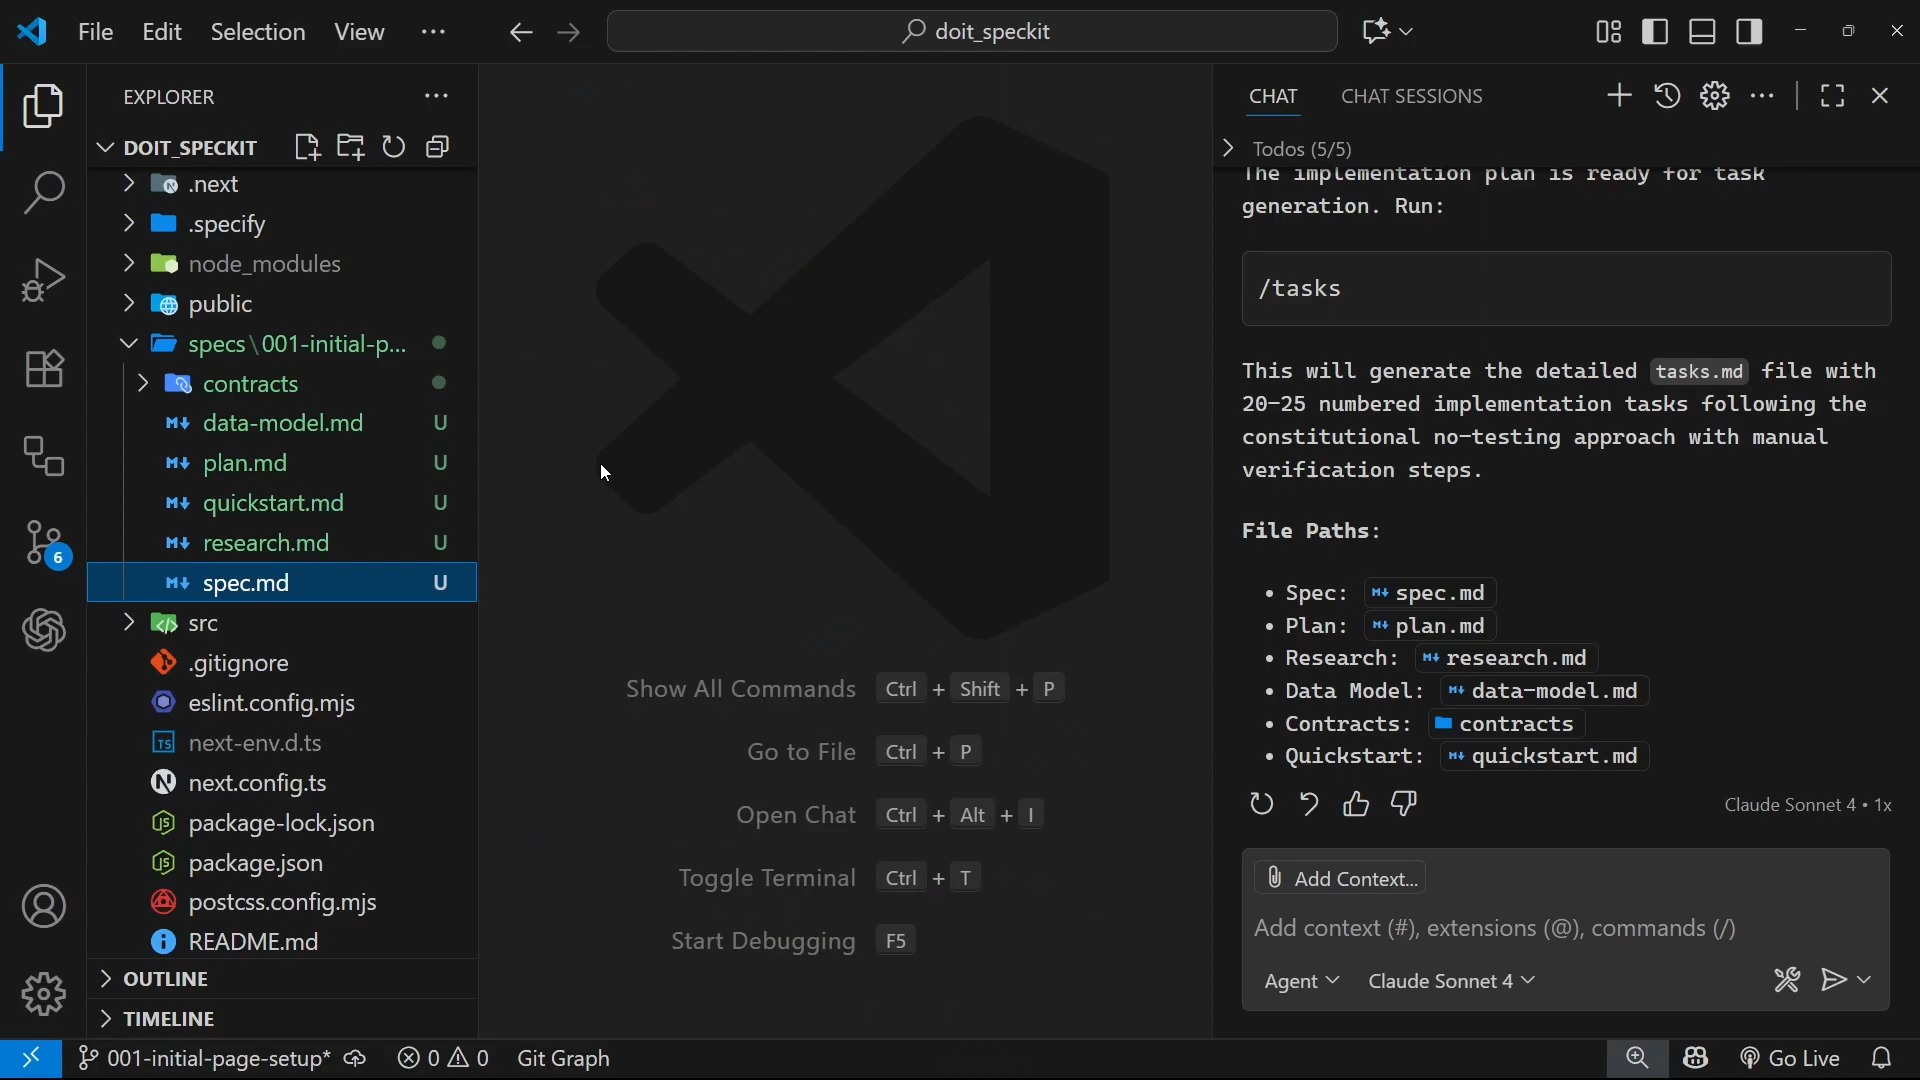 File Edit Selection View ···
doit_speckit
EXPLORER
DOIT_SPECKIT
.next
.specify
node_modules
public
specs\001-initial-p...
contracts
data-model.md U
plan.md U
quickstart.md U
research.md U
spec.md U
src
.gitignore
eslint.config.mjs
next-env.d.ts
next.config.ts
package-lock.json
package.json
postcss.config.mjs
README.md
OUTLINE
TIMELINE
6
Show All Commands Ctrl + Shift + P
Go to File Ctrl + P
Open Chat Ctrl + Alt + I
Toggle Terminal Ctrl + T
Start Debugging F5
CHAT CHAT SESSIONS
Todos (5/5)
The implementation plan is ready for task
generation. Run:
/tasks
This will generate the detailed tasks.md file with
20-25 numbered implementation tasks following the
constitutional no-testing approach with manual
verification steps.
File Paths:
• Spec: spec.md
• Plan: plan.md
• Research: research.md
• Data Model: data-model.md
• Contracts: contracts
• Quickstart: quickstart.md
Claude Sonnet 4 • 1x
Add Context...
Add context (#), extensions (@), commands (/)
Agent Claude Sonnet 4
001-initial-page-setup* 0 0 Git Graph Go Live